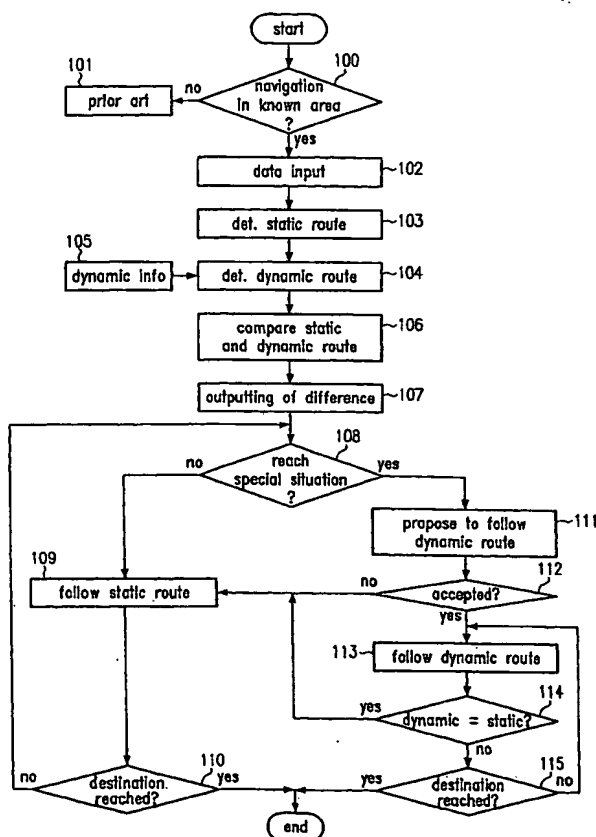 start
100
101
no
navigation
in known area
?
prior art
yes
data input
102
det. static route
103
105
dynamic info
det. dynamic route
104
compare static
and dynamic route
106
outputting of difference
107
108
no
reach
special situation
?
yes
propose to follow
dynamic route
111
109
follow static route
no
accepted?
112
yes
113
follow dynamic route
yes
dynamic = static?
114
no
no
destination.
reached?
110
yes
yes
destination
reached?
115
no
end